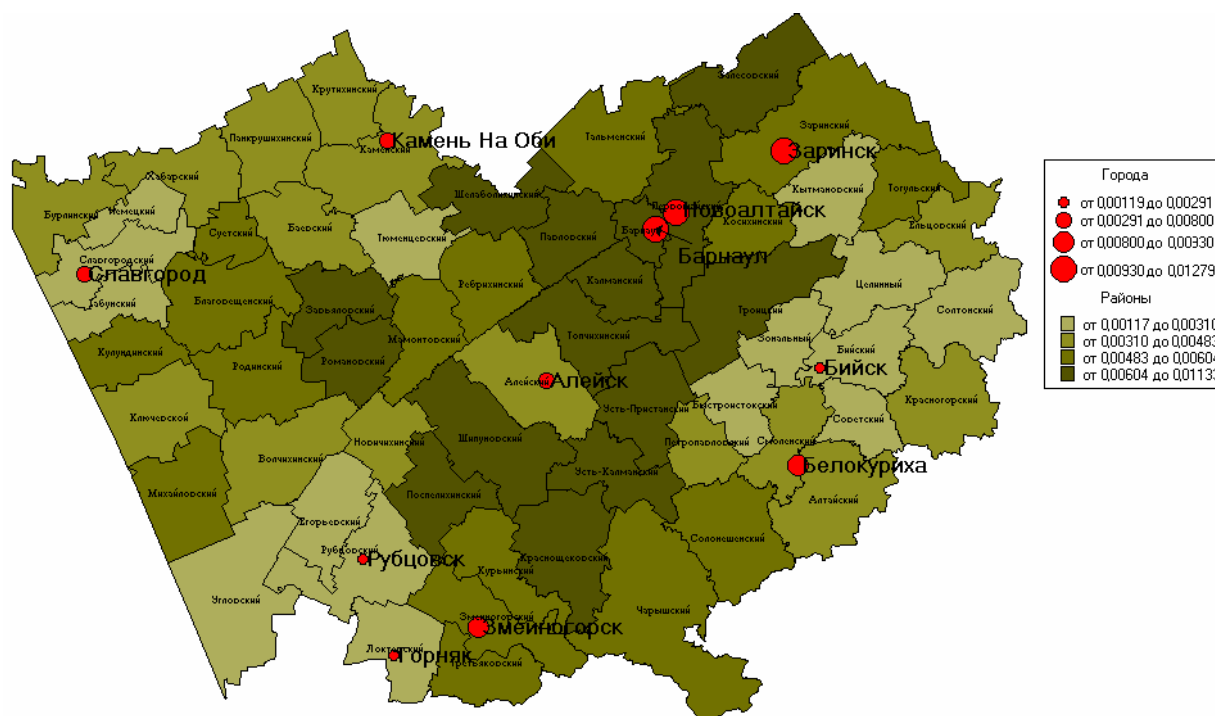 Залесовский
Крутихинский
Тальменский
Заринский
Панкрушихинский
Камень На Оби
Каменский
Заринск
Хабарский
Кытмановский
Тогульский
Шелаболихинский
Немецкий
Бурлинский
Первомайский
Новоалтайск
Косихинский
Ельцовский
Суетский
Баевский
Тюменцевский
Павловский
Барнаул
Барнаул
Славгородский
Славгород
Табунский
Ребрихинский
Калманский
Целинный
Благовещенский
Завьяловский
Троицкий
Солтонский
Мамонтовский
Топчихинский
Зональный
Бийский
Кулундинский
Романовский
Родинский
Бийск
Алейский
Алейск
Усть-Пристанский
Быстроистокский
Советский
Красногорский
Ключевской
Новичихинский
Шипуновский
Петропавловский
Смоленский
Волчихинский
Усть-Калманский
Белокуриха
Михайловский
Поспелихинский
Алтайский
Егорьевский
Солонешенский
Рубцовский
Рубцовск
Краснощековский
Курьинский
Угловский
Змеиногорский
Змеиногорск
Чарышский
Локтевский
Горняк
Третьяковский
Города
от 0,00119 до 0,00291
от 0,00291 до 0,00800
от 0,00800 до 0,00930
от 0,00930 до 0,01279
Районы
от 0,00117 до 0,00310
от 0,00310 до 0,00483
от 0,00483 до 0,00604
от 0,00604 до 0,01133